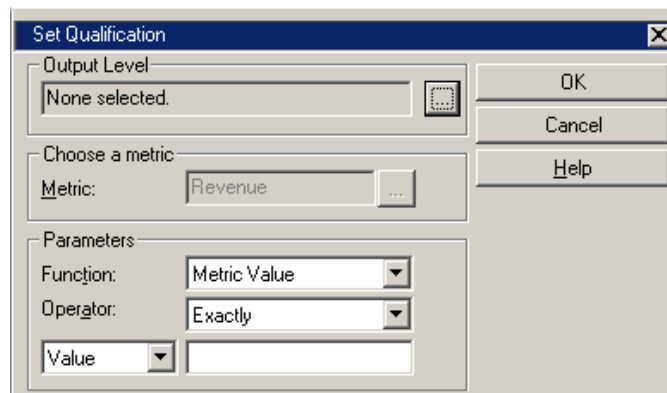 Set Qualification
Output Level
None selected.
...
OK
Cancel
Help
Choose a metric
Metric:
Revenue
...
Parameters
Function:
Metric Value
Operator:
Exactly
Value